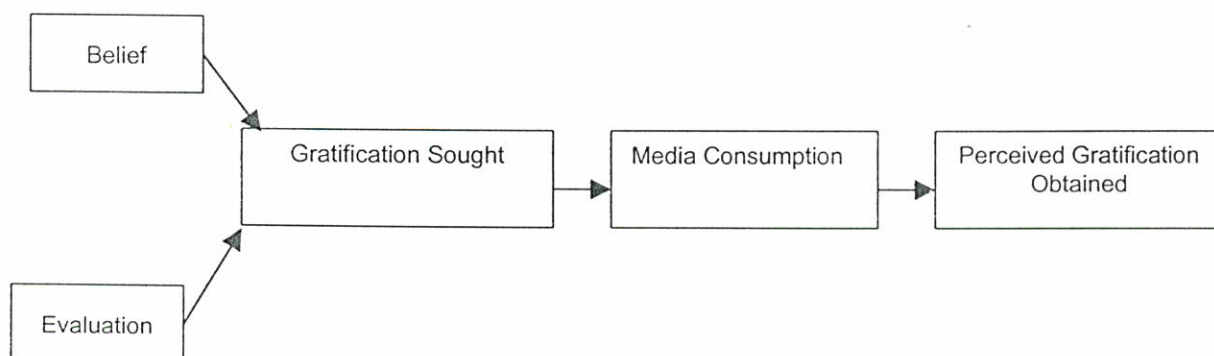 Belief
Gratification Sought
Media Consumption
Perceived Gratification
Obtained
Evaluation